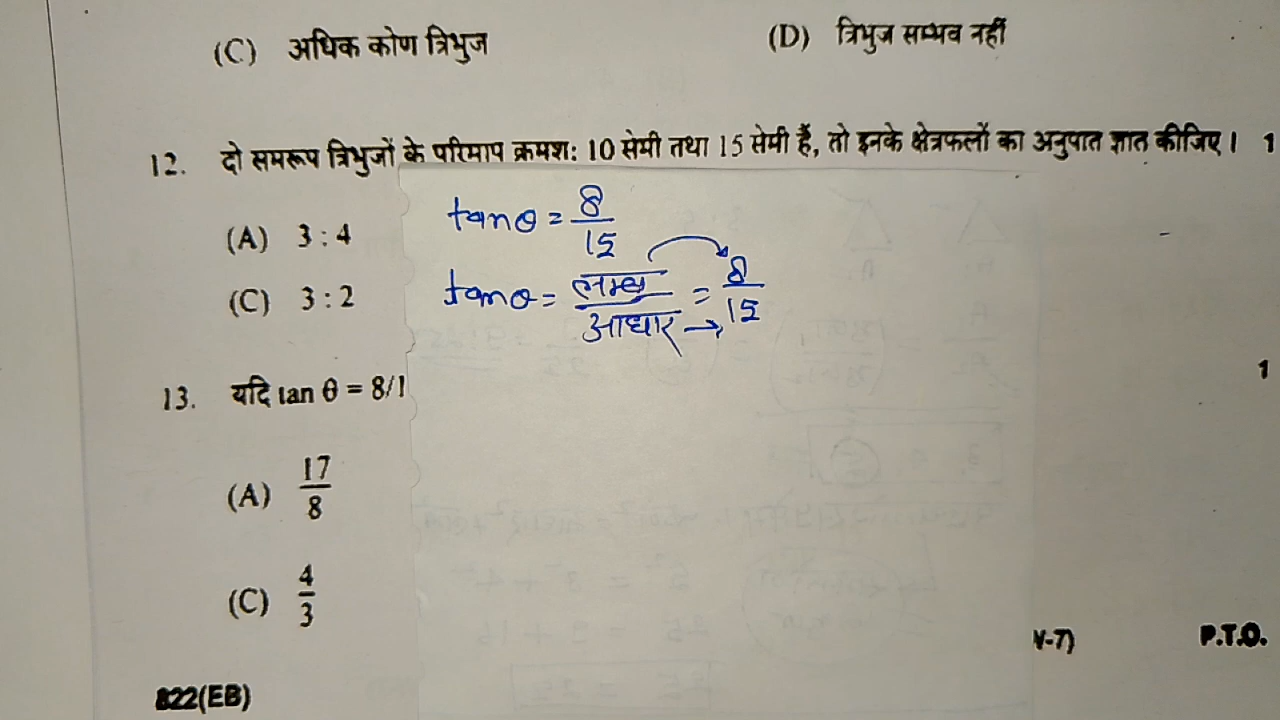 (C) अधिक कोण त्रिभुज (D) त्रिभुज सम्भव नहीं
12. दो समरूप त्रिभुजों के परिमाप क्रमशः 10 सेमी तथा 15 सेमी हैं, तो इनके क्षेत्रफलों का अनुपात ज्ञात कीजिए। 1
(A) 3 : 4
(C) 3 : 2
tanθ = 8/15
tanθ = लम्ब/आधार → = 8/15
13. यदि tan θ = 8/1 1
(A) 17/8
(C) 4/3
V-7) P.T.O.
822(EB)